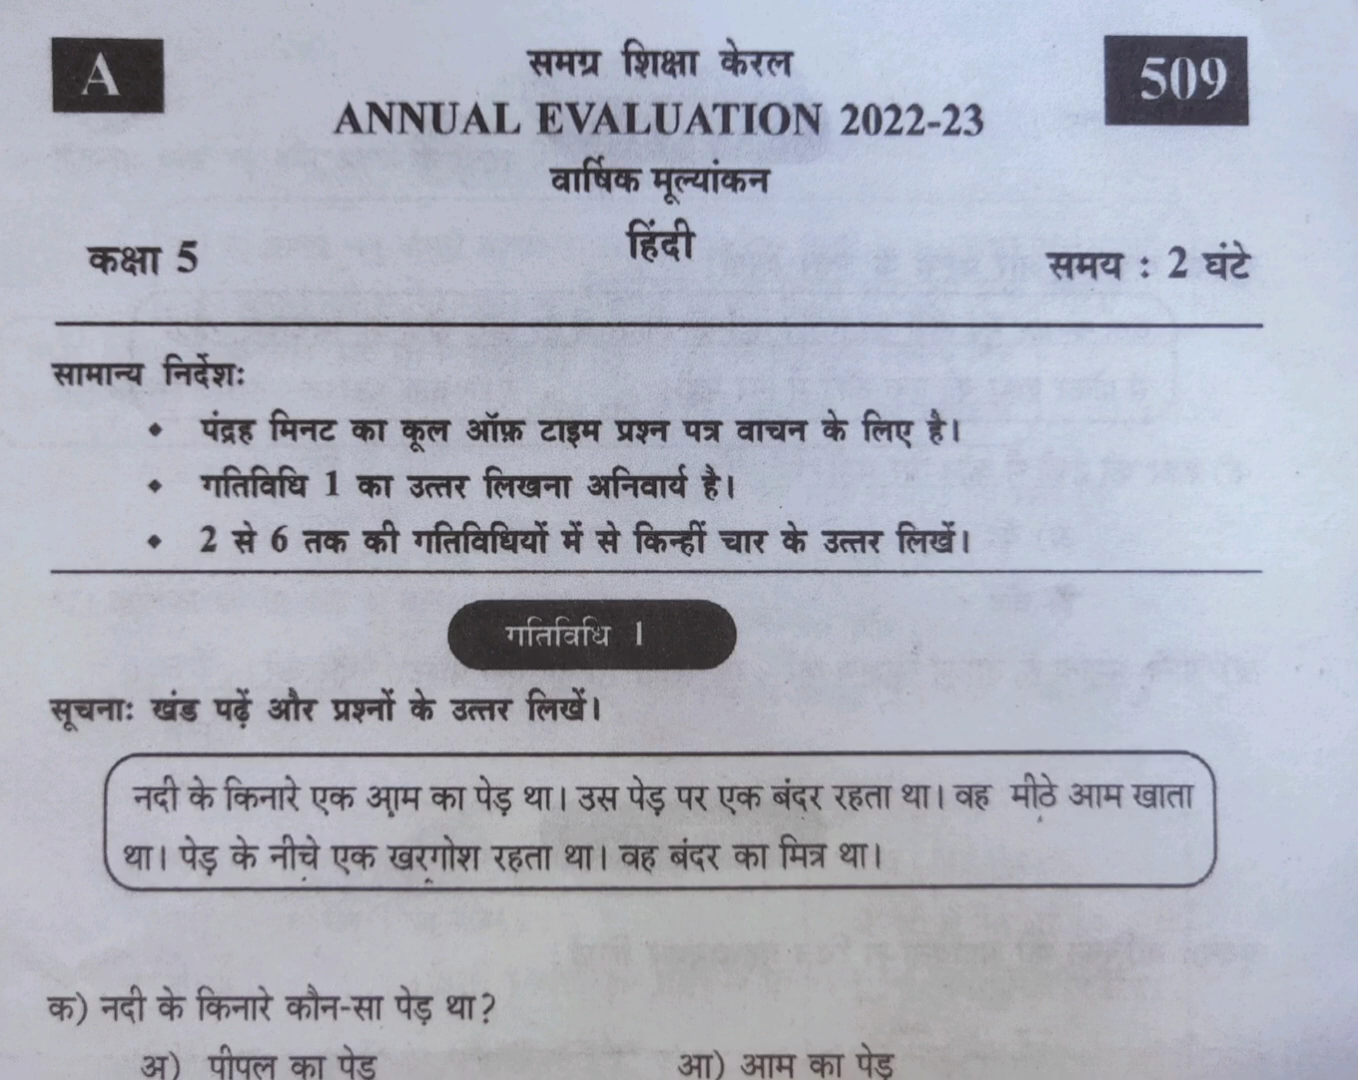 A
समग्र शिक्षा केरल
509
ANNUAL EVALUATION 2022-23
वार्षिक मूल्यांकन
हिंदी
कक्षा 5
समय : 2 घंटे
सामान्य निर्देशः
• पंद्रह मिनट का कूल ऑफ़ टाइम प्रश्न पत्र वाचन के लिए है।
• गतिविधि 1 का उत्तर लिखना अनिवार्य है।
• 2 से 6 तक की गतिविधियों में से किन्हीं चार के उत्तर लिखें।
गतिविधि 1
सूचनाः खंड पढ़ें और प्रश्नों के उत्तर लिखें।
नदी के किनारे एक आम का पेड़ था। उस पेड़ पर एक बंदर रहता था। वह मीठे आम खाता
था। पेड़ के नीचे एक खरगोश रहता था। वह बंदर का मित्र था।
क) नदी के किनारे कौन-सा पेड़ था?
अ) पीपल का पेड़ आ) आम का पेड़